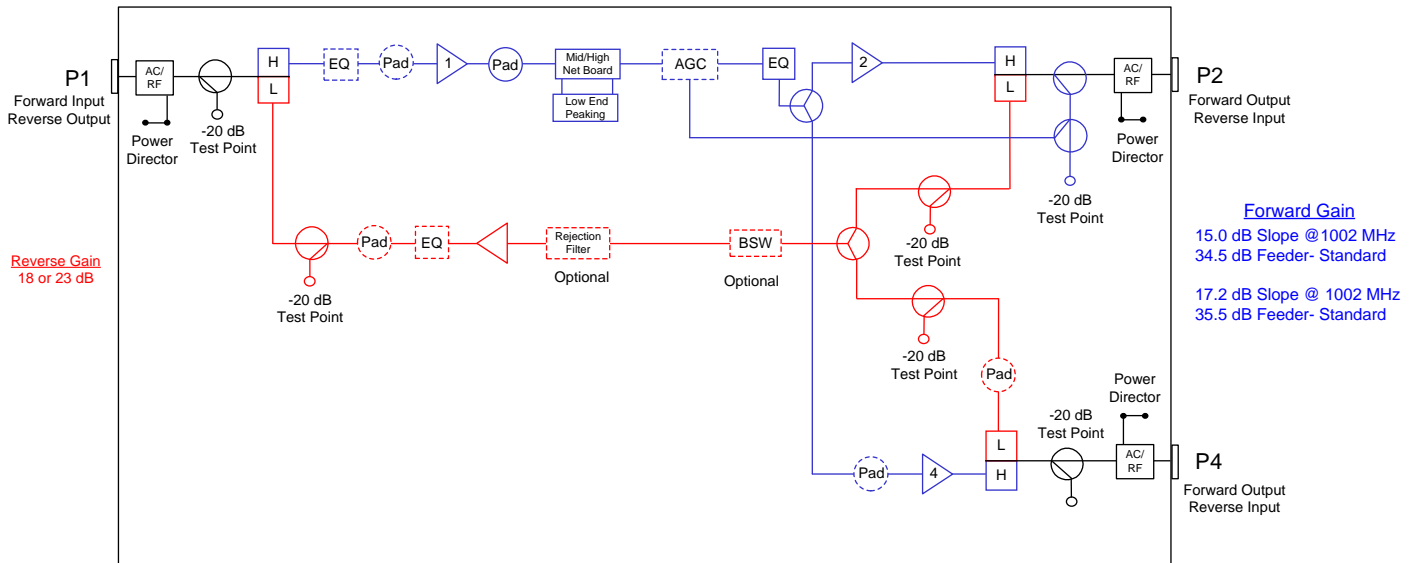 P1
Forward Input
Reverse Output
AC/
RF
Power
Director
-20 dB
Test Point
H
L
EQ
Pad
1
Pad
Mid/High
Net Board
Low End
Peaking
AGC
EQ
2
H
L
AC/
RF
P2
Forward Output
Reverse Input
Power
Director
-20 dB
Test Point
-20 dB
Test Point
Forward Gain
15.0 dB Slope @1002 MHz
34.5 dB Feeder- Standard
17.2 dB Slope @ 1002 MHz
35.5 dB Feeder- Standard
Reverse Gain
18 or 23 dB
-20 dB
Test Point
Pad
EQ
Rejection
Filter
Optional
BSW
Optional
-20 dB
Test Point
Pad
L
H
Pad
4
-20 dB
Test Point
Power
Director
AC/
RF
P4
Forward Output
Reverse Input